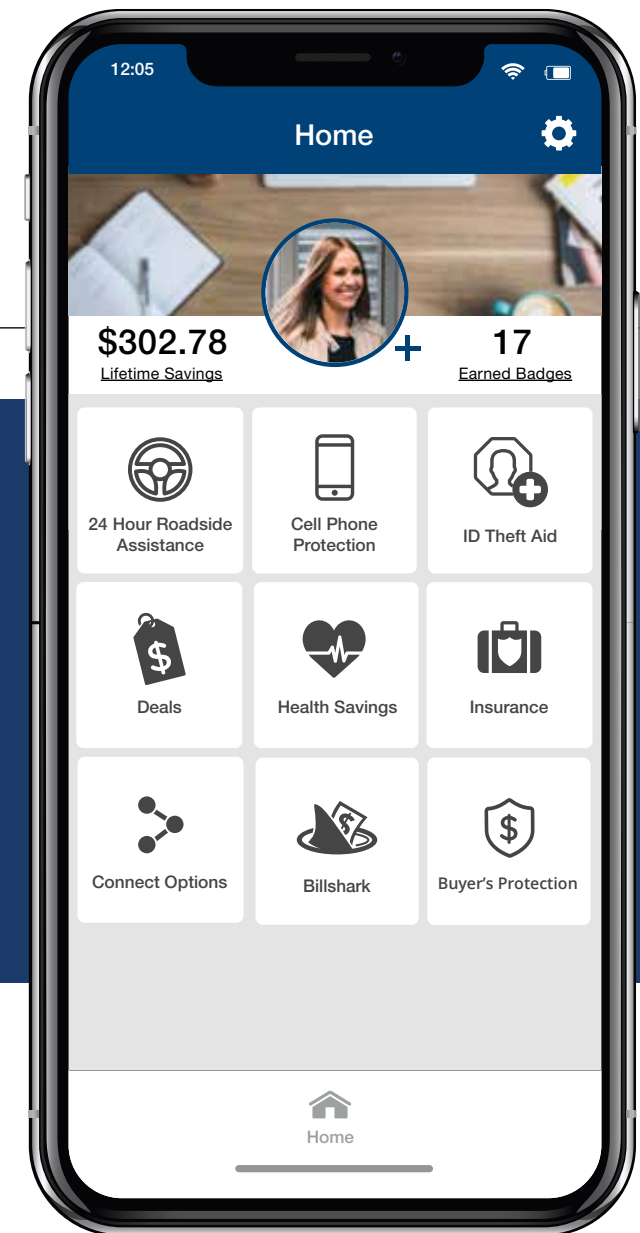 12:05
Home
$302.78
Lifetime Savings
17
Earned Badges
24 Hour Roadside
Assistance
Cell Phone
Protection
ID Theft Aid
Deals
Health Savings
Insurance
Connect Options
Billshark
Buyer's Protection
Home